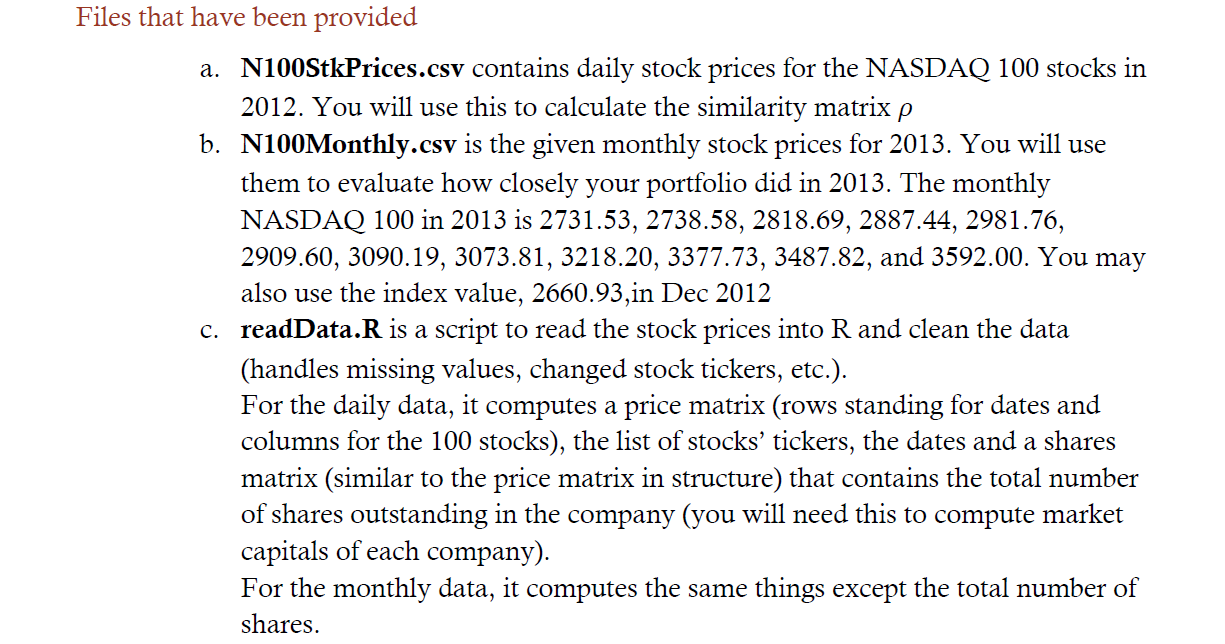 Files that have been provided
a. N100StkPrices.csv contains daily stock prices for the NASDAQ 100 stocks in
2012. You will use this to calculate the similarity matrix ρ
b. N100Monthly.csv is the given monthly stock prices for 2013. You will use
them to evaluate how closely your portfolio did in 2013. The monthly
NASDAQ 100 in 2013 is 2731.53, 2738.58, 2818.69, 2887.44, 2981.76,
2909.60, 3090.19, 3073.81, 3218.20, 3377.73, 3487.82, and 3592.00. You may
also use the index value, 2660.93,in Dec 2012
c. readData.R is a script to read the stock prices into R and clean the data
(handles missing values, changed stock tickers, etc.).
For the daily data, it computes a price matrix (rows standing for dates and
columns for the 100 stocks), the list of stocks’ tickers, the dates and a shares
matrix (similar to the price matrix in structure) that contains the total number
of shares outstanding in the company (you will need this to compute market
capitals of each company).
For the monthly data, it computes the same things except the total number of
shares.